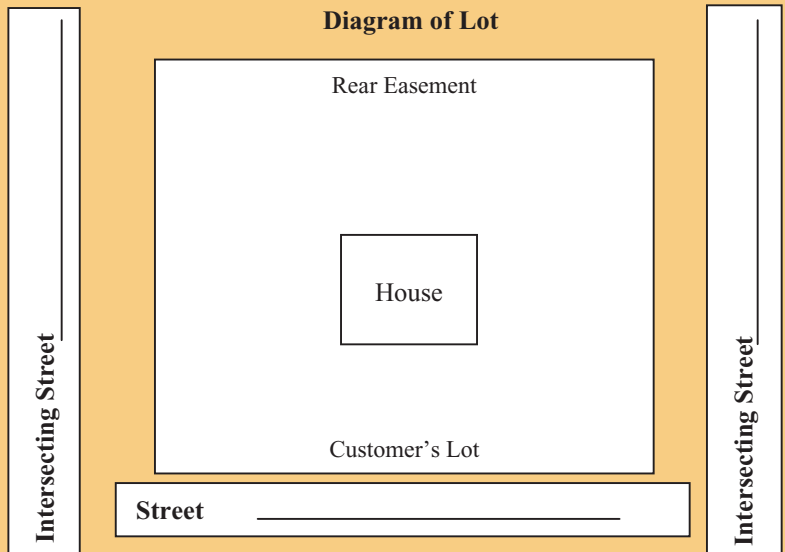 Diagram of Lot
Rear Easement
House
Customer’s Lot
Intersecting Street
Intersecting Street
Street